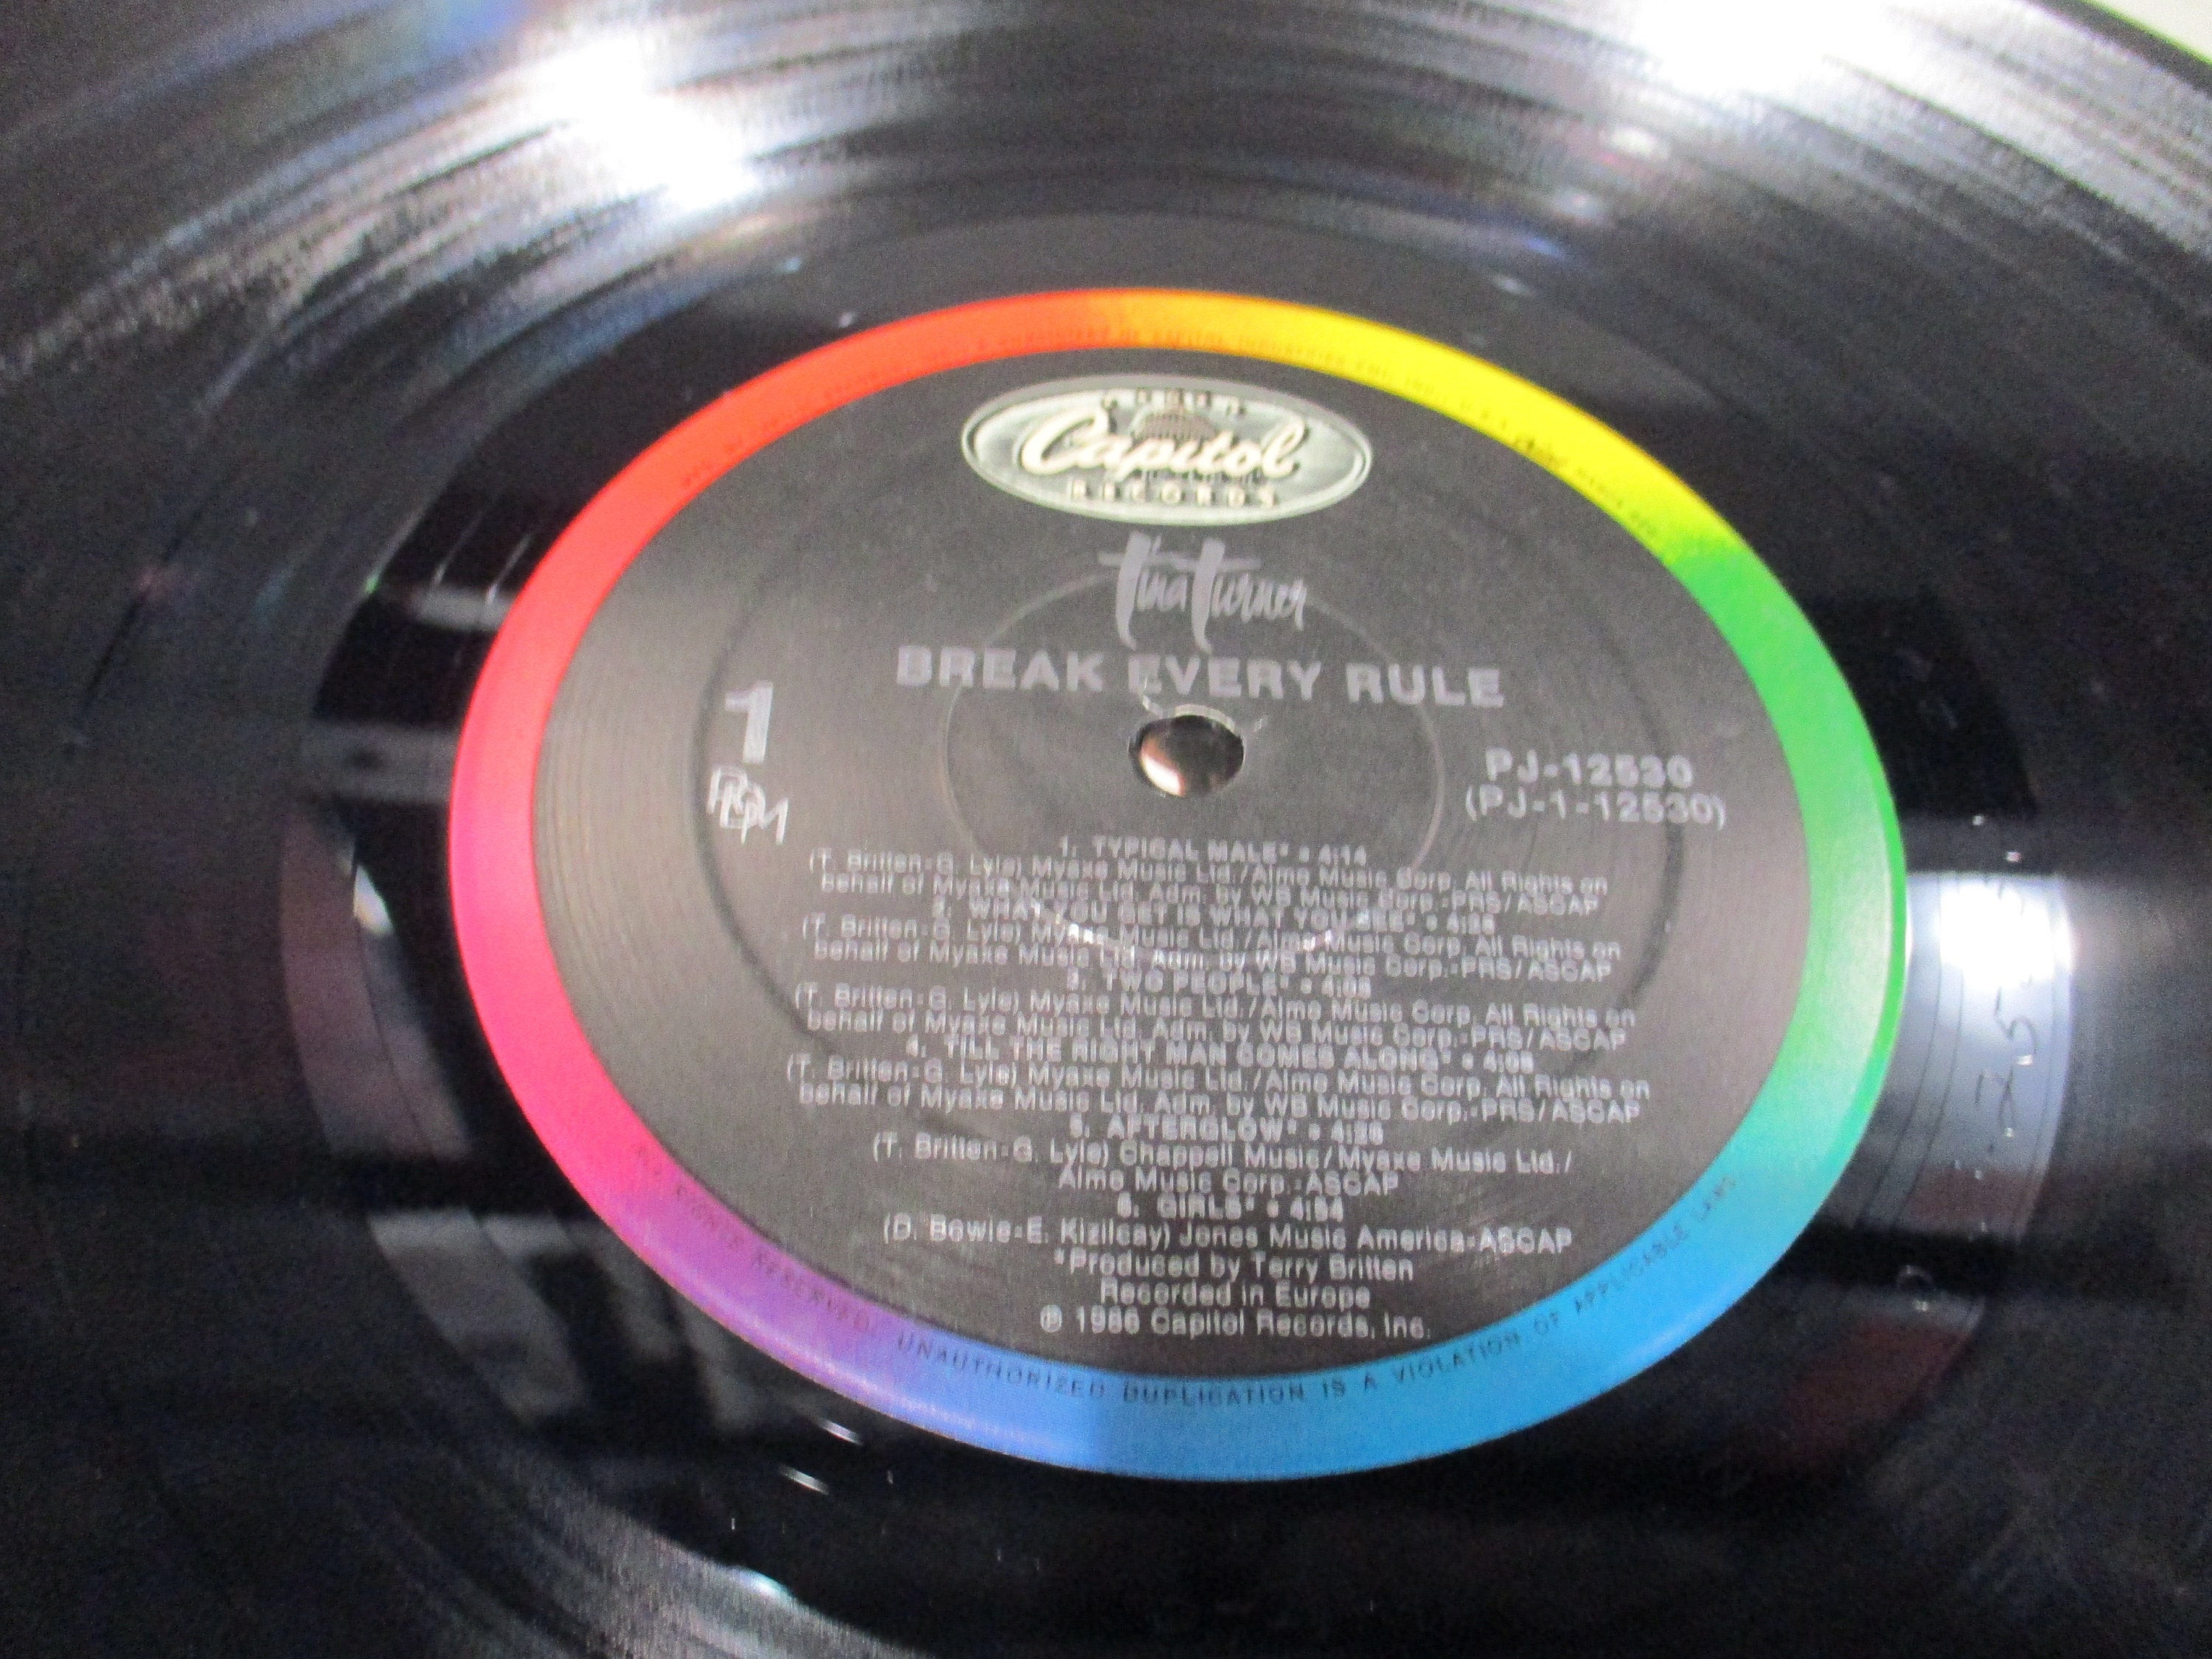 Capitol
RECORDS
Tina Turner
BREAK EVERY RULE
1
PJ-12530
(PJ-1-12530)
1. TYPICAL MALE* • 4:14
(T. Britten-G. Lyle) Myaxe Music Ltd./Almo Music Corp. All Rights on
behalf of Myaxe Music Ltd. Adm. by WB Music Corp.-PRS/ASCAP
2. WHAT YOU GET IS WHAT YOU SEE* • 4:26
(T. Britten-G. Lyle) Myaxe Music Ltd./Almo Music Corp. All Rights on
behalf of Myaxe Music Ltd. Adm. by WB Music Corp.-PRS/ASCAP
3. TWO PEOPLE* • 4:08
(T. Britten-G. Lyle) Myaxe Music Ltd./Almo Music Corp. All Rights on
behalf of Myaxe Music Ltd. Adm. by WB Music Corp.-PRS/ASCAP
4. TILL THE RIGHT MAN COMES ALONG* • 4:08
(T. Britten-G. Lyle) Myaxe Music Ltd./Almo Music Corp. All Rights on
behalf of Myaxe Music Ltd. Adm. by WB Music Corp.-PRS/ASCAP
5. AFTERGLOW* • 4:26
(T. Britten-G. Lyle) Chappell Music/Myaxe Music Ltd./
Almo Music Corp.-ASCAP
6. GIRLS* • 4:54
(D. Bowie-E. Kizilcay) Jones Music America-ASCAP
*Produced by Terry Britten
Recorded in Europe
℗ 1986 Capitol Records, Inc.
RIGHTS RESERVED. UNAUTHORIZED DUPLICATION IS A VIOLATION OF APPLICABLE LAWS